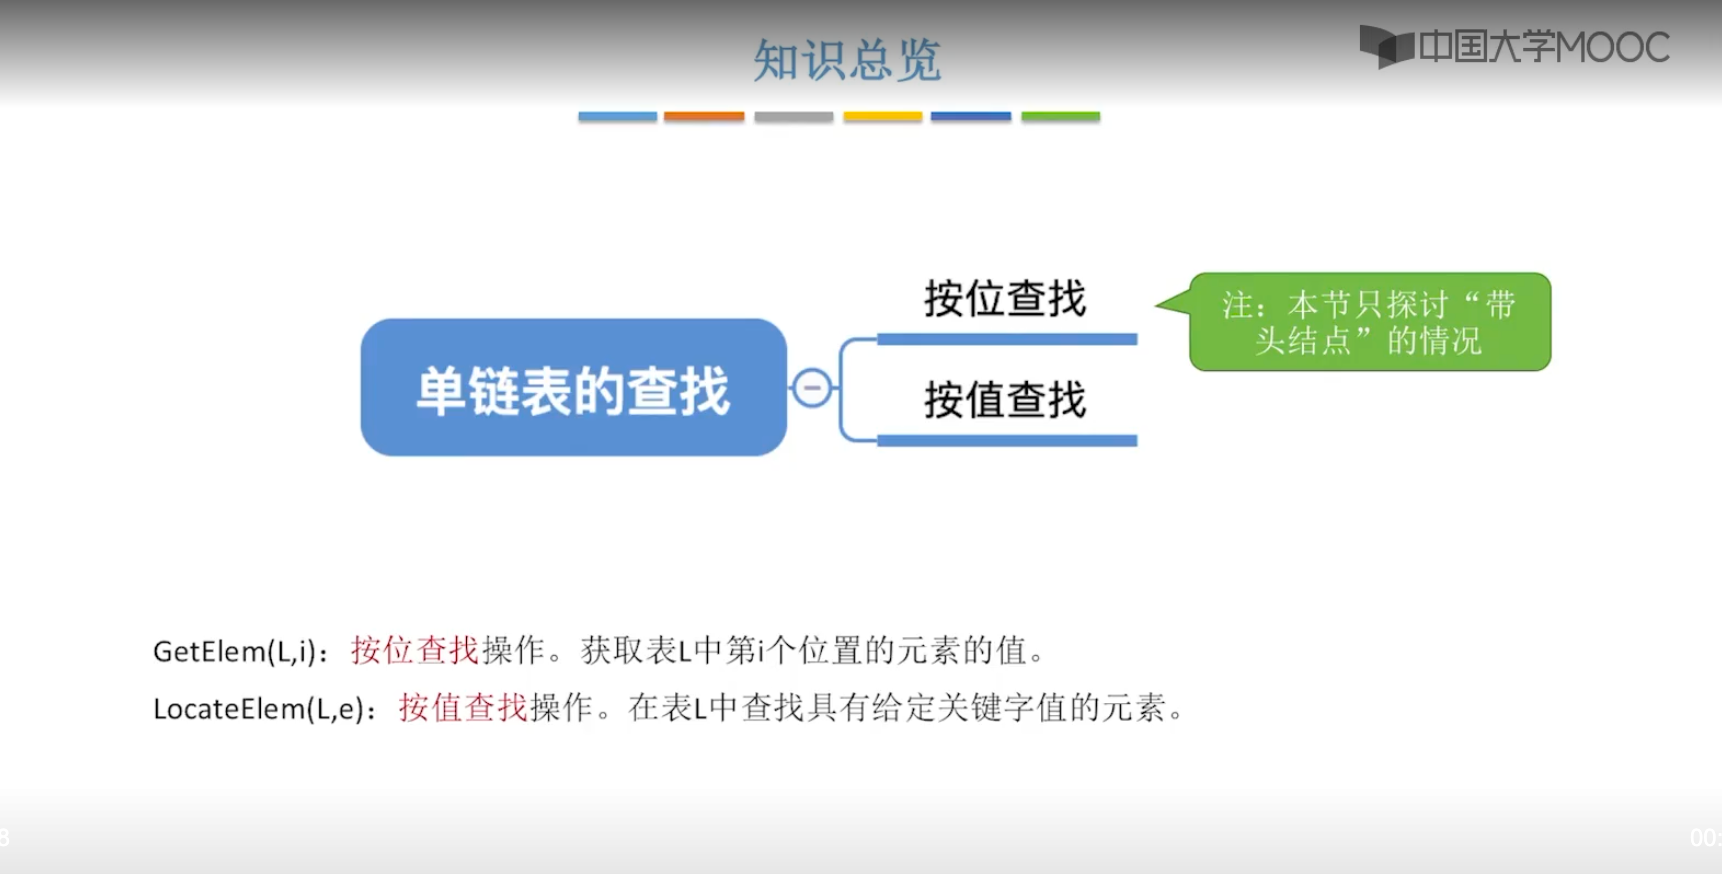 中国大学MOOC
知识总览
按位查找
注：本节只探讨“带
头结点”的情况
单链表的查找
按值查找
GetElem(L,i)：按位查找操作。获取表L中第i个位置的元素的值。
LocateElem(L,e)：按值查找操作。在表L中查找具有给定关键字值的元素。
8
00: